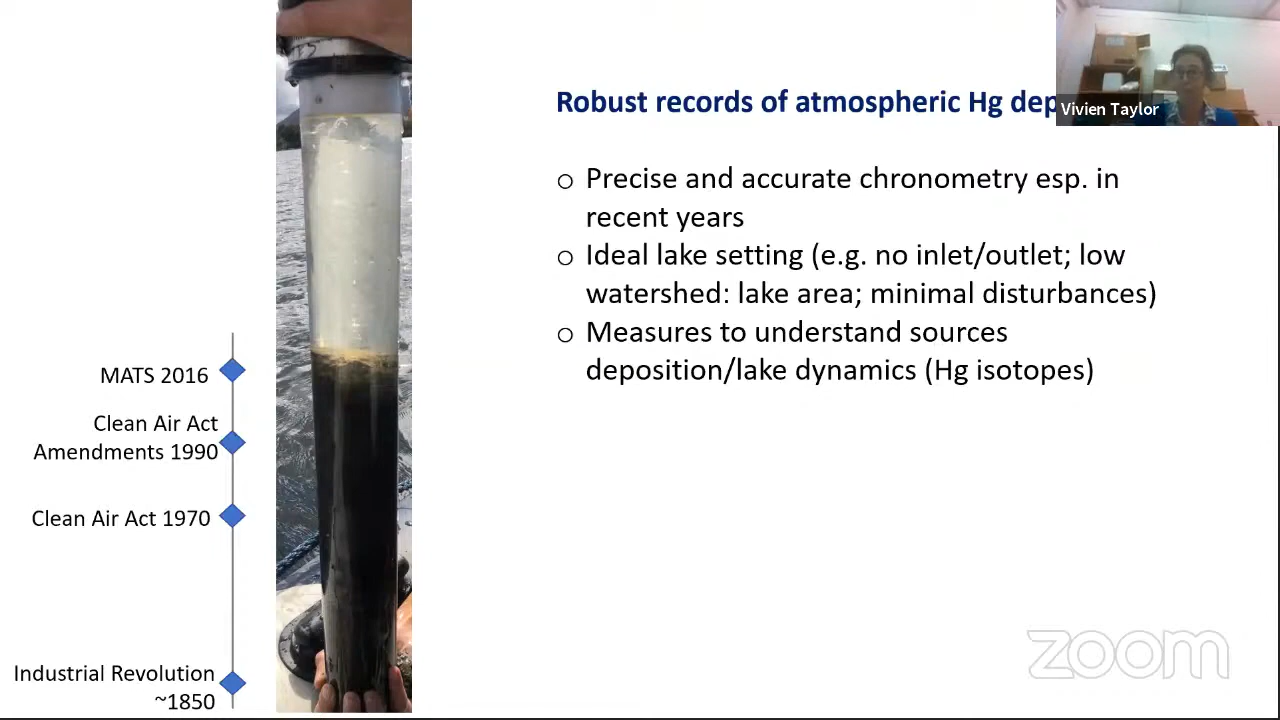 Robust records of atmospheric Hg dep
Vivien Taylor
o Precise and accurate chronometry esp. in
recent years
o Ideal lake setting (e.g. no inlet/outlet; low
watershed: lake area; minimal disturbances)
o Measures to understand sources
deposition/lake dynamics (Hg isotopes)
MATS 2016
Clean Air Act
Amendments 1990
Clean Air Act 1970
Industrial Revolution
~1850
zoom